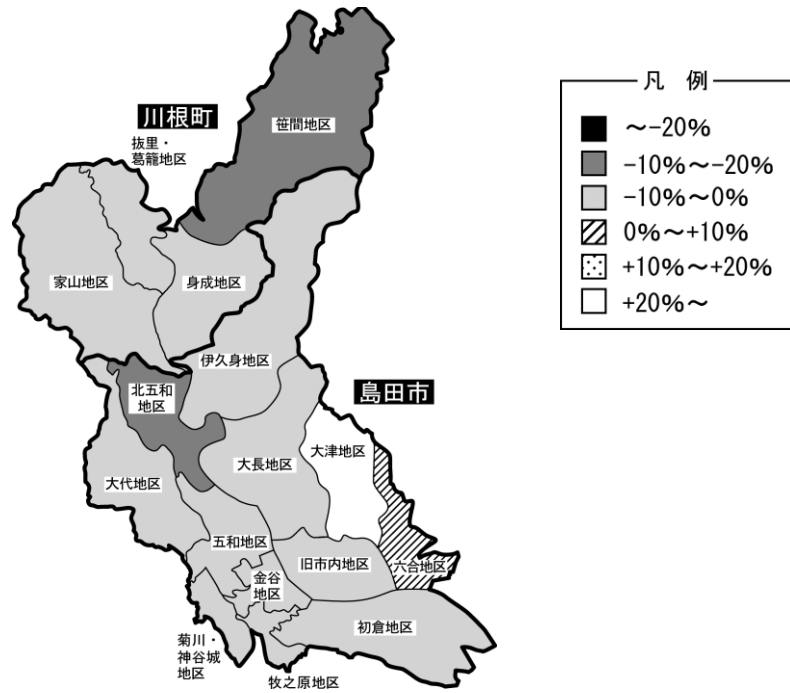 凡 例
～-20%
-10%～-20%
-10%～0%
0%～+10%
+10%～+20%
+20%～
川根町
抜里・
葛籠地区
笹間地区
家山地区
身成地区
伊久身地区
北五和
地区
島田市
大津地区
大長地区
大代地区
五和地区
旧市内地区
六合地区
金谷
地区
初倉地区
菊川・
神谷城
地区
牧之原地区